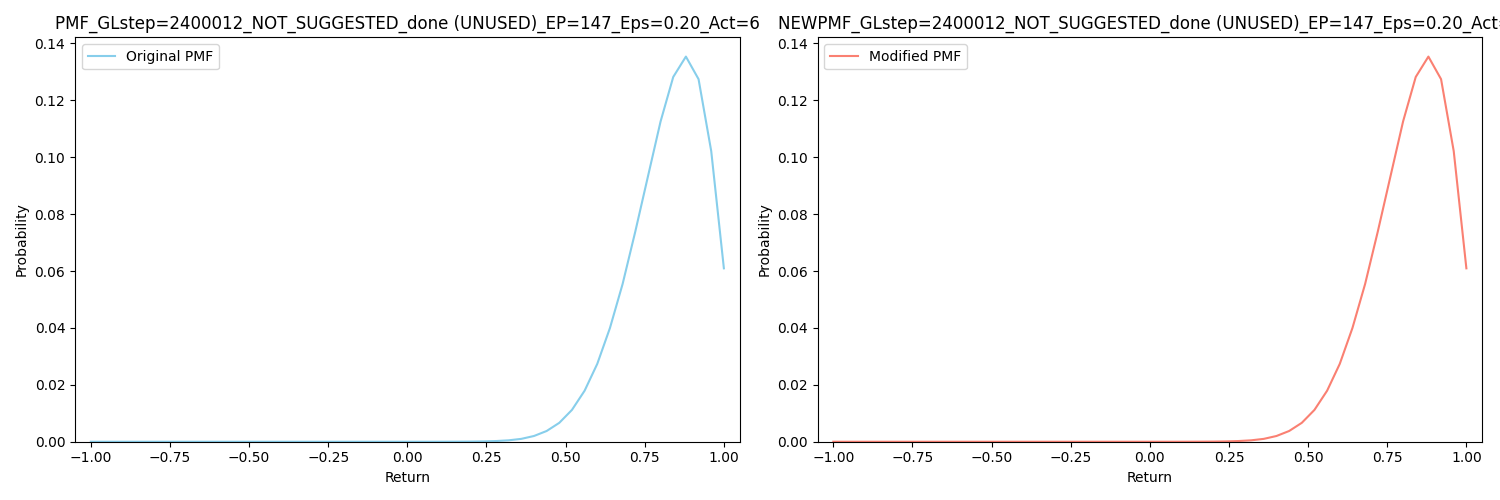 PMF_GLstep=2400012_NOT_SUGGESTED_done (UNUSED)_EP=147_Eps=0.20_Act=6
Original PMF
0.14
0.12
0.10
0.08
0.06
0.04
0.02
0.00
Probability
−1.00 −0.75 −0.50 −0.25 0.00 0.25 0.50 0.75 1.00
Return
NEWPMF_GLstep=2400012_NOT_SUGGESTED_done (UNUSED)_EP=147_Eps=0.20_Act=
Modified PMF
0.14
0.12
0.10
0.08
0.06
0.04
0.02
0.00
Probability
−1.00 −0.75 −0.50 −0.25 0.00 0.25 0.50 0.75 1.00
Return